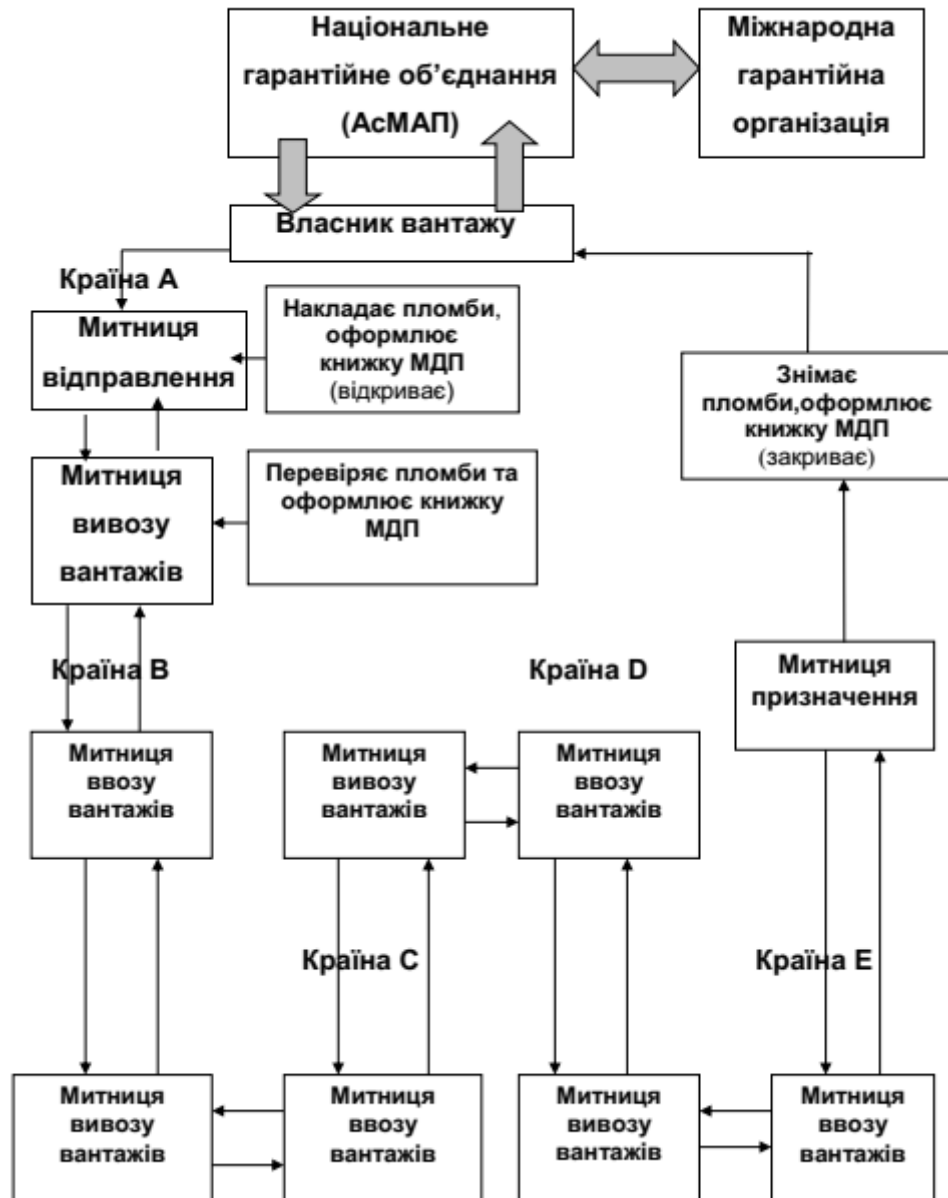 Національне
гарантійне об’єднання
(АсМАП)
Міжнародна
гарантійна
організація
Власник вантажу
Країна А
Митниця
відправлення
Накладає пломби,
оформлює
книжку МДП
(відкриває)
Знімає
пломби,оформлює
книжку МДП
(закриває)
Митниця
вивозу
вантажів
Перевіряє пломби та
оформлює книжку
МДП
Країна В
Країна D
Митниця
призначення
Митниця
ввозу
вантажів
Митниця
вивозу
вантажів
Митниця
ввозу
вантажів
Країна С
Країна Е
Митниця
вивозу
вантажів
Митниця
ввозу
вантажів
Митниця
вивозу
вантажів
Митниця
ввозу
вантажів